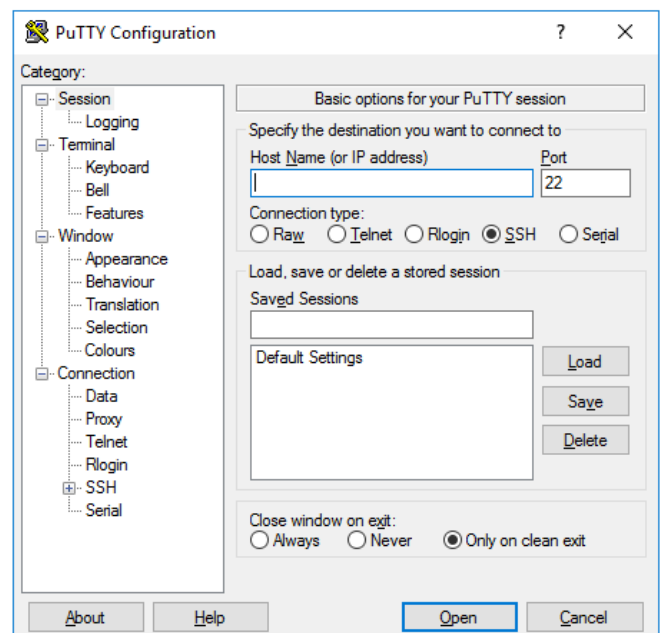 PuTTY Configuration
?
Category:
Session
Logging
Terminal
Keyboard
Bell
Features
Window
Appearance
Behaviour
Translation
Selection
Colours
Connection
Data
Proxy
Telnet
Rlogin
SSH
Serial
Basic options for your PuTTY session
Specify the destination you want to connect to
Host Name (or IP address) Port
22
Connection type:
Raw Telnet Rlogin SSH Serial
Load, save or delete a stored session
Saved Sessions
Default Settings
Load
Save
Delete
Close window on exit:
Always Never Only on clean exit
About Help Open Cancel